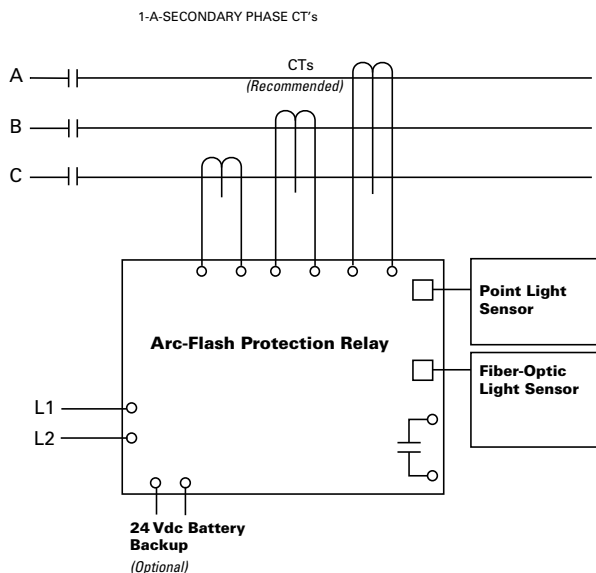 1-A-SECONDARY PHASE CT's
CTs
(Recommended)
A
B
C
Point Light
Sensor
Arc-Flash Protection Relay
Fiber-Optic
Light Sensor
L1
L2
24 Vdc Battery
Backup
(Optional)